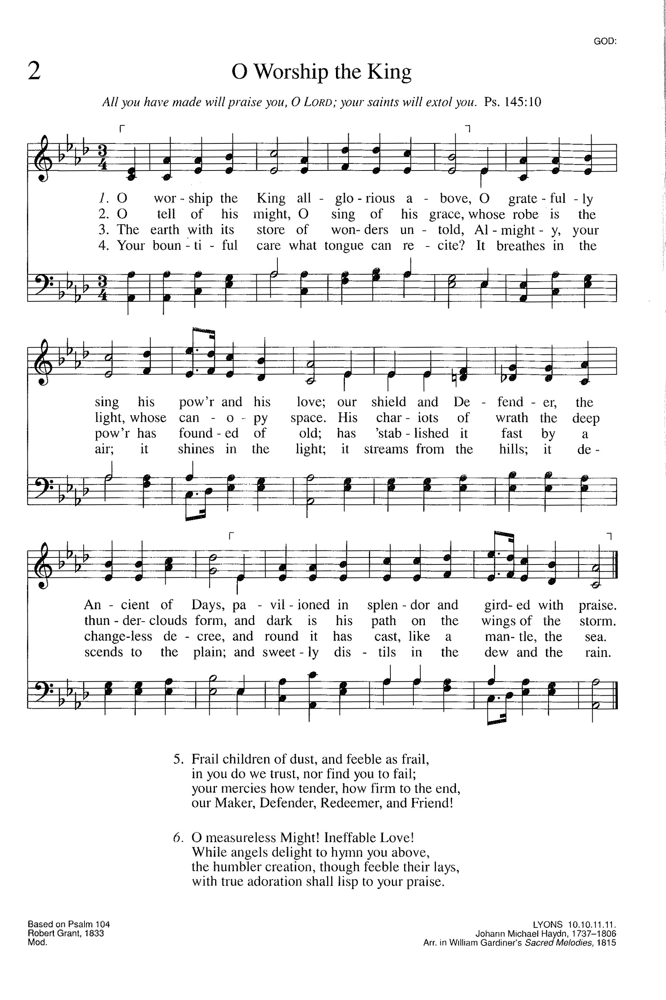 GOD:
2
O Worship the King
All you have made will praise you, O LORD; your saints will extol you. Ps. 145:10
1. O wor - ship the King all - glo - rious a - bove, O grate - ful - ly
2. O tell of his might, O sing of his grace, whose robe is the
3. The earth with its store of won- ders un - told, Al - might - y, your
4. Your boun - ti - ful care what tongue can re - cite? It breathes in the
sing his pow'r and his love; our shield and De - fend - er, the
light, whose can - o - py space. His char - iots of wrath the deep
pow'r has found - ed of old; has 'stab - lished it fast by a
air; it shines in the light; it streams from the hills; it de -
An - cient of Days, pa - vil - ioned in splen - dor and gird- ed with praise.
thun - der- clouds form, and dark is his path on the wings of the storm.
change-less de - cree, and round it has cast, like a man- tle, the sea.
scends to the plain; and sweet - ly dis - tils in the dew and the rain.
5. Frail children of dust, and feeble as frail,
in you do we trust, nor find you to fail;
your mercies how tender, how firm to the end,
our Maker, Defender, Redeemer, and Friend!
6. O measureless Might! Ineffable Love!
While angels delight to hymn you above,
the humbler creation, though feeble their lays,
with true adoration shall lisp to your praise.
Based on Psalm 104
Robert Grant, 1833
Mod.
LYONS 10.10.11.11.
Johann Michael Haydn, 1737–1806
Arr. in William Gardiner's Sacred Melodies, 1815